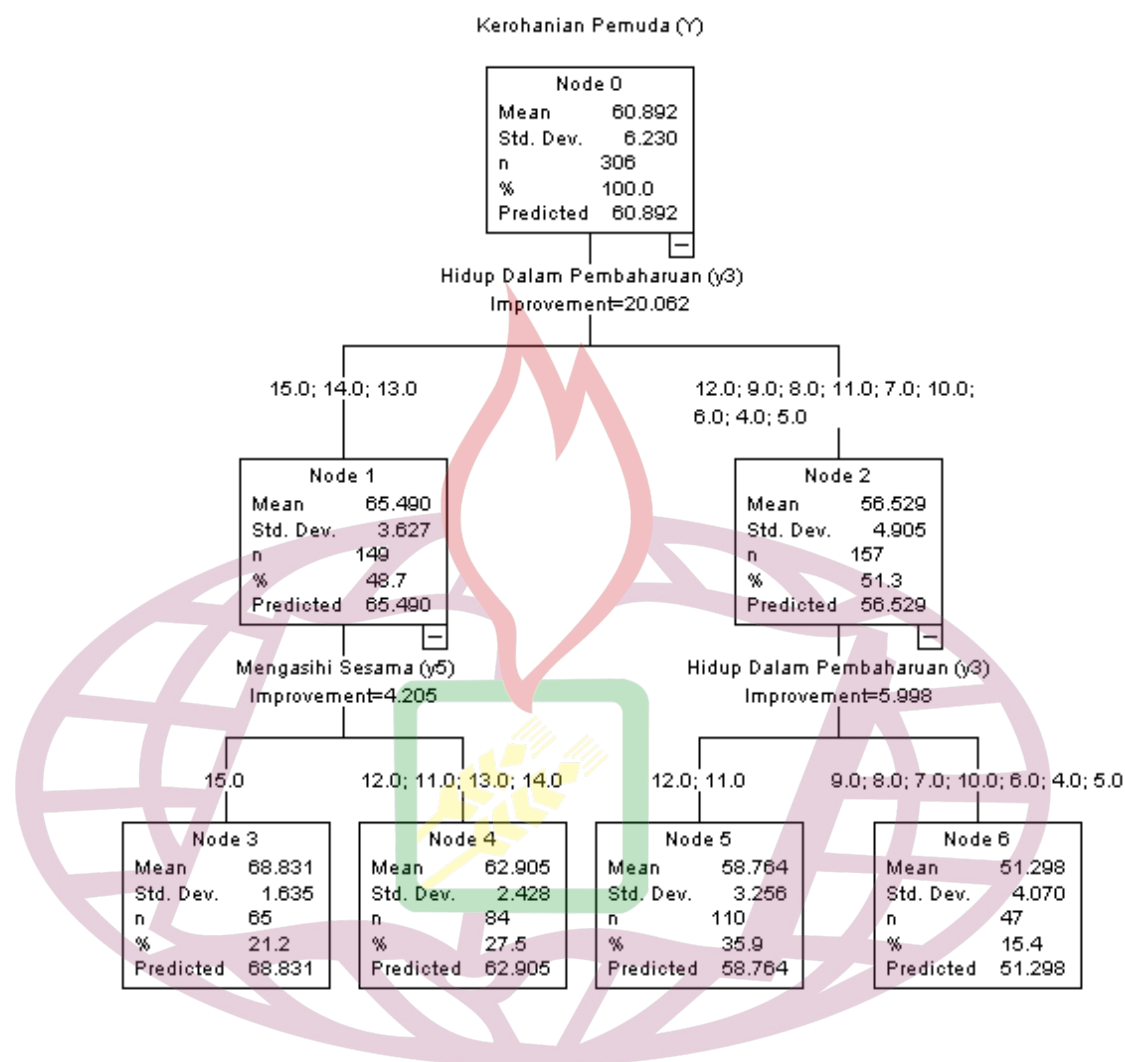 Kerohanian Pemuda (Y)
Node 0
Mean 60.892
Std. Dev. 6.230
n 306
% 100.0
Predicted 60.892
Hidup Dalam Pembaharuan (y3)
Improvement=20.062
15.0; 14.0; 13.0
12.0; 9.0; 8.0; 11.0; 7.0; 10.0;
6.0; 4.0; 5.0
Node 1
Mean 65.490
Std. Dev. 3.627
n 149
% 48.7
Predicted 65.490
Node 2
Mean 56.529
Std. Dev. 4.905
n 157
% 51.3
Predicted 56.529
Mengasihi Sesama (y5)
Improvement=4.205
Hidup Dalam Pembaharuan (y3)
Improvement=5.998
15.0
12.0; 11.0; 13.0; 14.0
12.0; 11.0
9.0; 8.0; 7.0; 10.0; 6.0; 4.0; 5.0
Node 3
Mean 68.831
Std. Dev. 1.635
n 65
% 21.2
Predicted 68.831
Node 4
Mean 62.905
Std. Dev. 2.428
n 84
% 27.5
Predicted 62.905
Node 5
Mean 58.764
Std. Dev. 3.256
n 110
% 35.9
Predicted 58.764
Node 6
Mean 51.298
Std. Dev. 4.070
n 47
% 15.4
Predicted 51.298